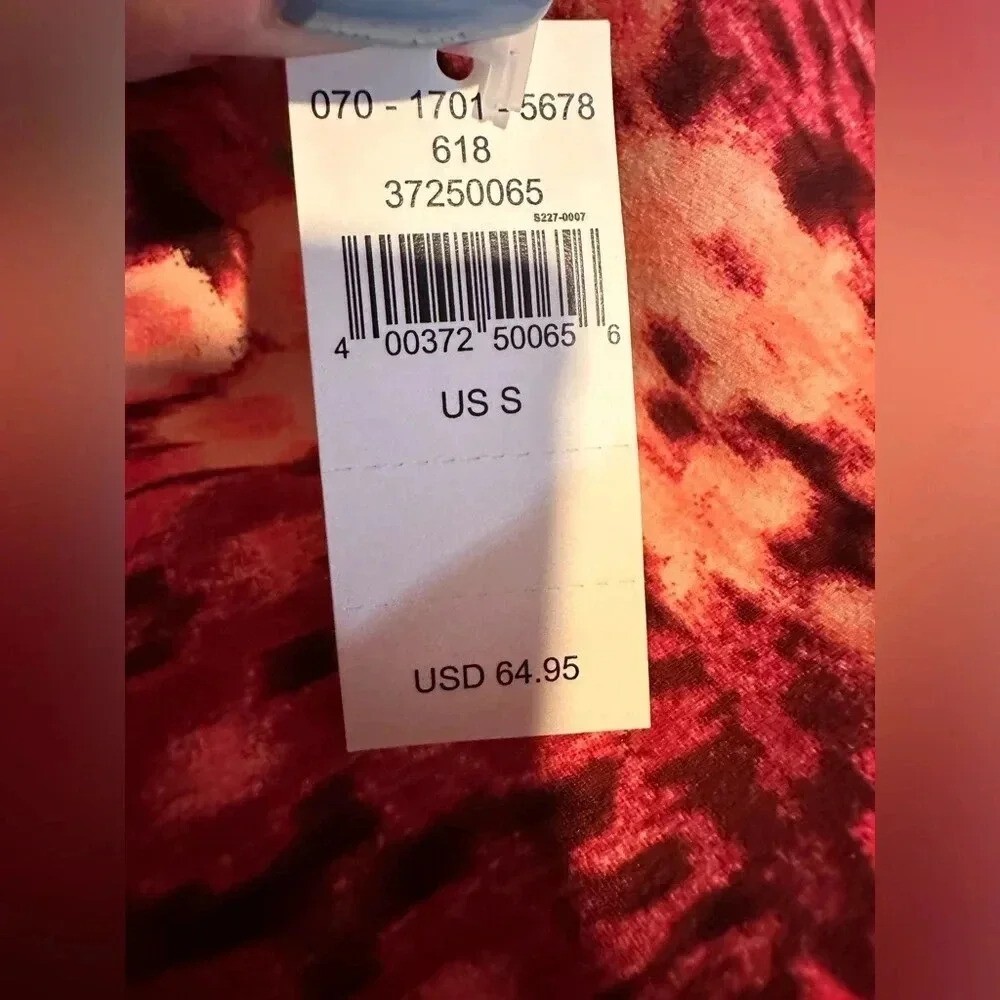 070 - 1701 - 5678
618
37250065
S227-0007
4 00372 50065 6
US S
USD 64.95